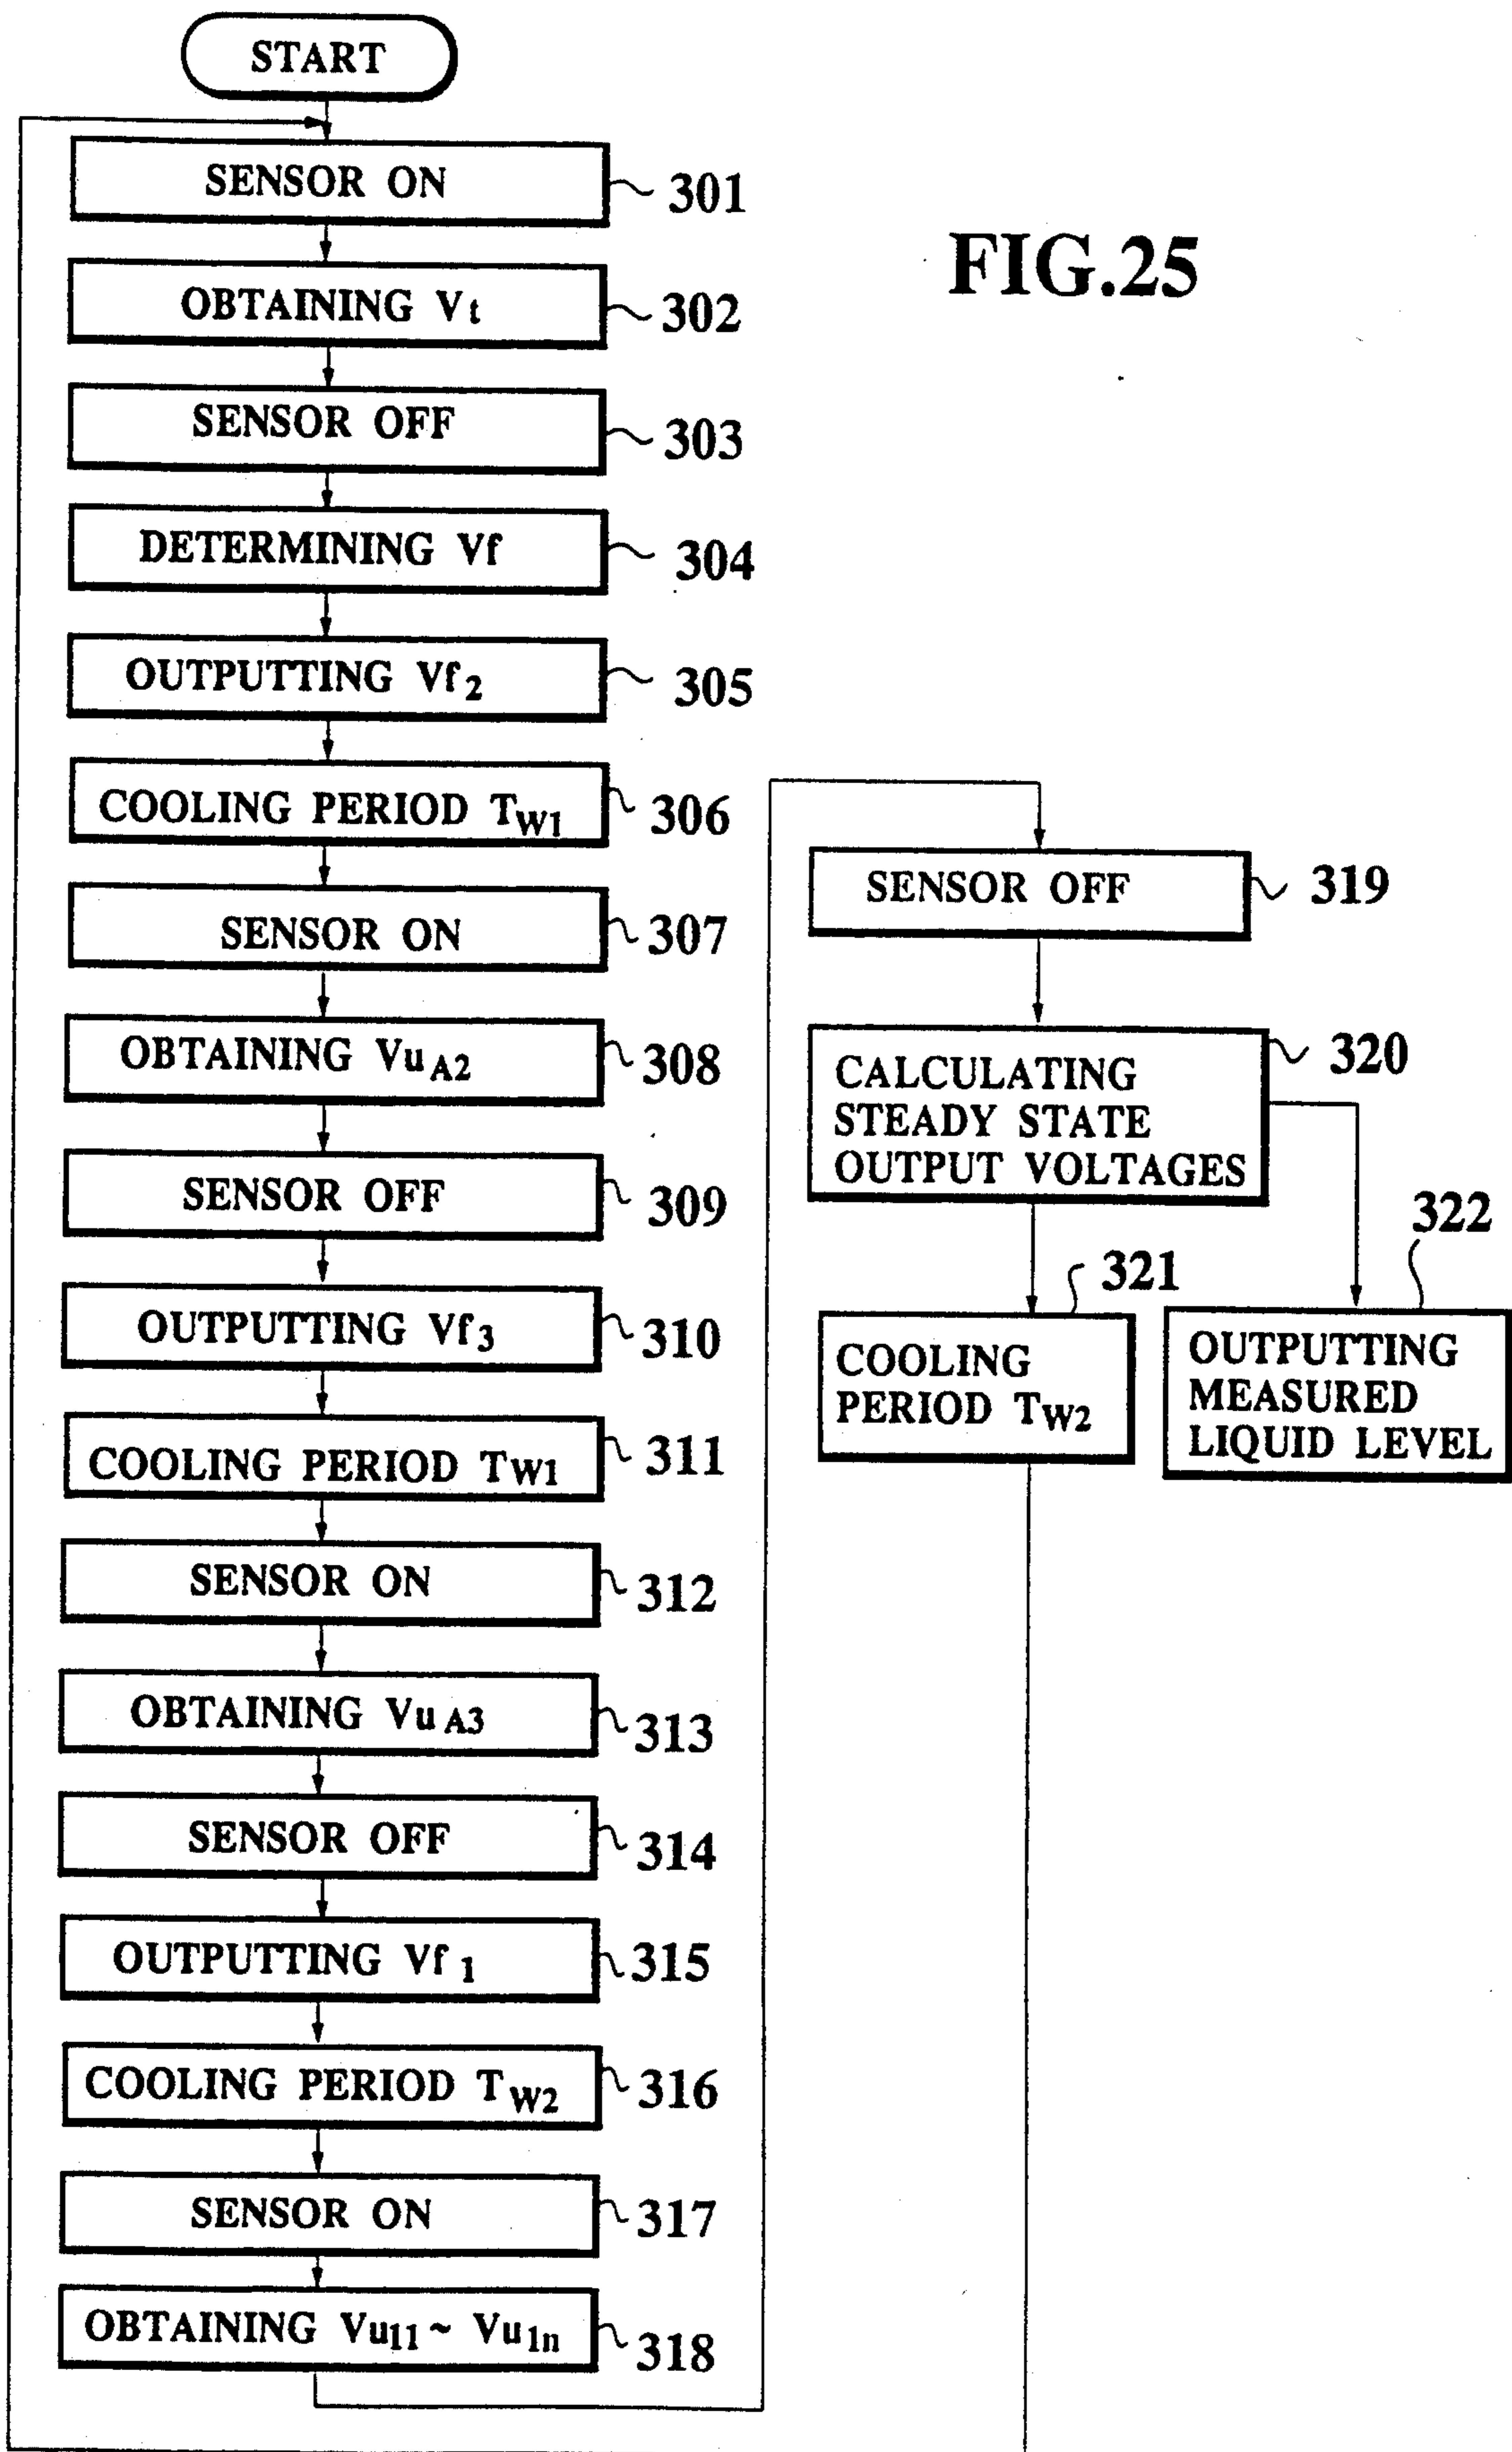 START
SENSOR ON
301
FIG.25
OBTAINING Vt
302
SENSOR OFF
303
DETERMINING Vf
304
OUTPUTTING Vf2
305
COOLING PERIOD TW1
306
SENSOR ON
307
OBTAINING VuA2
308
SENSOR OFF
309
OUTPUTTING Vf3
310
COOLING PERIOD TW1
311
SENSOR ON
312
OBTAINING VuA3
313
SENSOR OFF
314
OUTPUTTING Vf1
315
COOLING PERIOD TW2
316
SENSOR ON
317
OBTAINING Vu11~ Vu1n
318
SENSOR OFF
319
CALCULATING
STEADY STATE
OUTPUT VOLTAGES
320
COOLING
PERIOD TW2
321
OUTPUTTING
MEASURED
LIQUID LEVEL
322